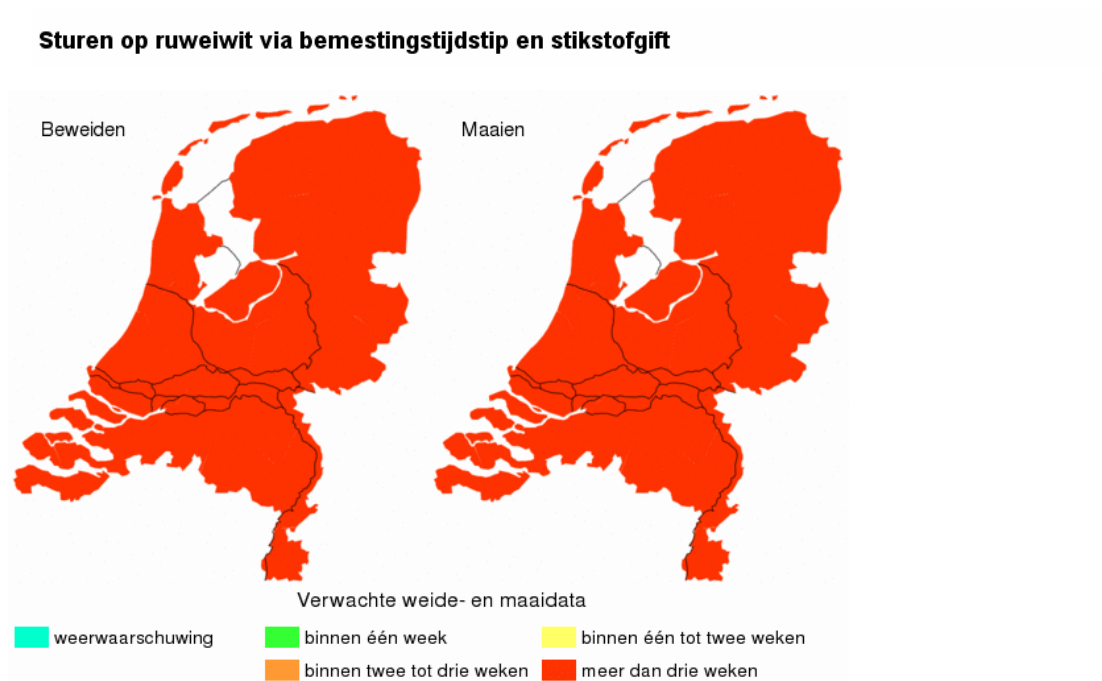 Sturen op ruweiwit via bemestingstijdstip en stikstofgift
Beweiden
Maaien
Verwachte weide- en maaidata
weerwaarschuwing
binnen één week
binnen één tot twee weken
binnen twee tot drie weken
meer dan drie weken